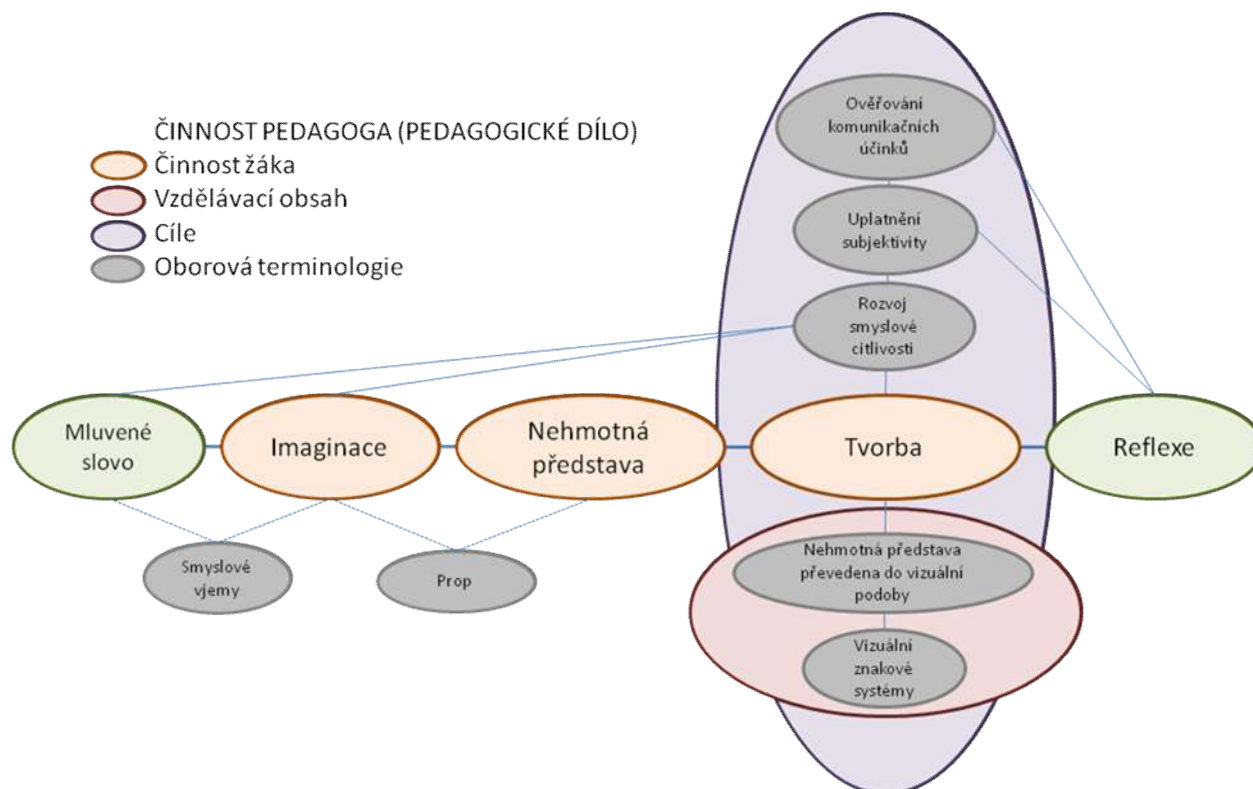 ČINNOST PEDAGOGA (PEDAGOGICKÉ DÍLO)
Činnost žáka
Vzdělávací obsah
Cíle
Oborová terminologie
Ověřování
komunikačních
účinků
Uplatnění
subjektivity
Rozvoj
smyslové
citlivosti
Mluvené
slovo
Imaginace
Nehmotná
představa
Tvorba
Reflexe
Smyslové
vjemy
Prop
Nehmotná představa
převedena do vizuální
podoby
Vizuální
znakové
systémy